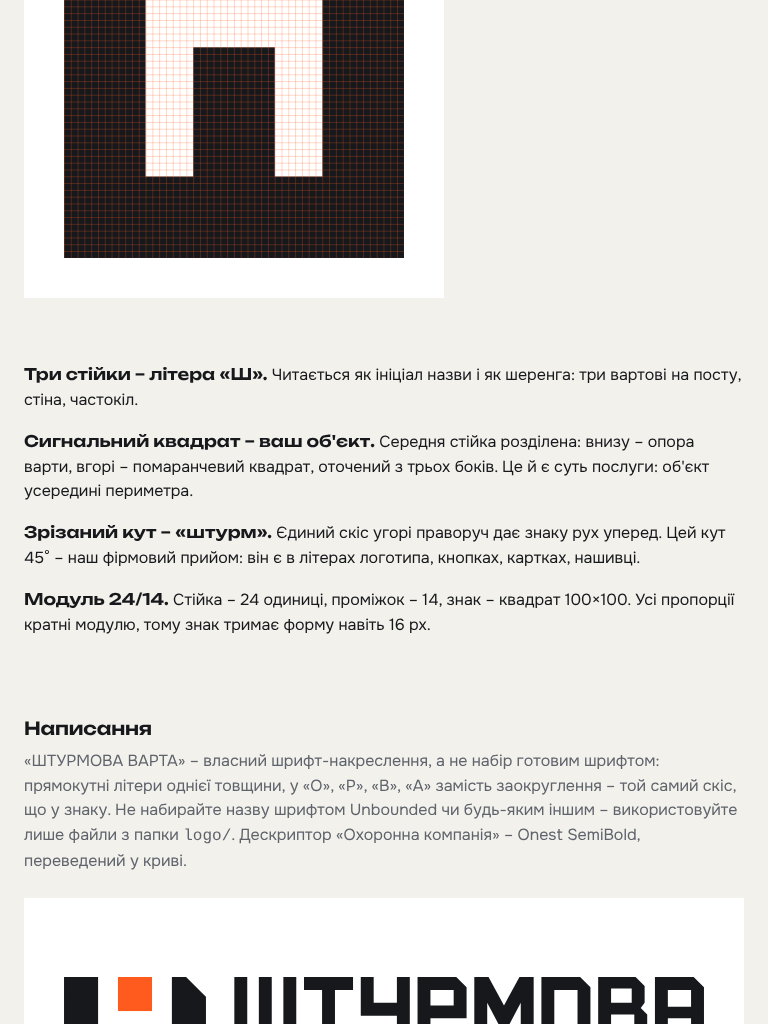 Три стійки – літера «Ш». Читається як ініціал назви і як шеренга: три вартові на посту,
стіна, частокіл.
Сигнальний квадрат – ваш об'єкт. Середня стійка розділена: внизу – опора
варти, вгорі – помаранчевий квадрат, оточений з трьох боків. Це й є суть послуги: об'єкт
усередині периметра.
Зрізаний кут – «штурм». Єдиний скіс угорі праворуч дає знаку рух уперед. Цей кут
45° – наш фірмовий прийом: він є в літерах логотипа, кнопках, картках, нашивці.
Модуль 24/14. Стійка – 24 одиниці, проміжок – 14, знак – квадрат 100×100. Усі пропорції
кратні модулю, тому знак тримає форму навіть 16 px.
Написання
«ШТУРМОВА ВАРТА» – власний шрифт-накреслення, а не набір готовим шрифтом:
прямокутні літери однієї товщини, у «О», «Р», «В», «А» замість заокруглення – той самий скіс,
що у знаку. Не набирайте назву шрифтом Unbounded чи будь-яким іншим – використовуйте
лише файли з папки logo/. Дескриптор «Охоронна компанія» – Onest SemiBold,
переведений у криві.
ШТУРМОВА